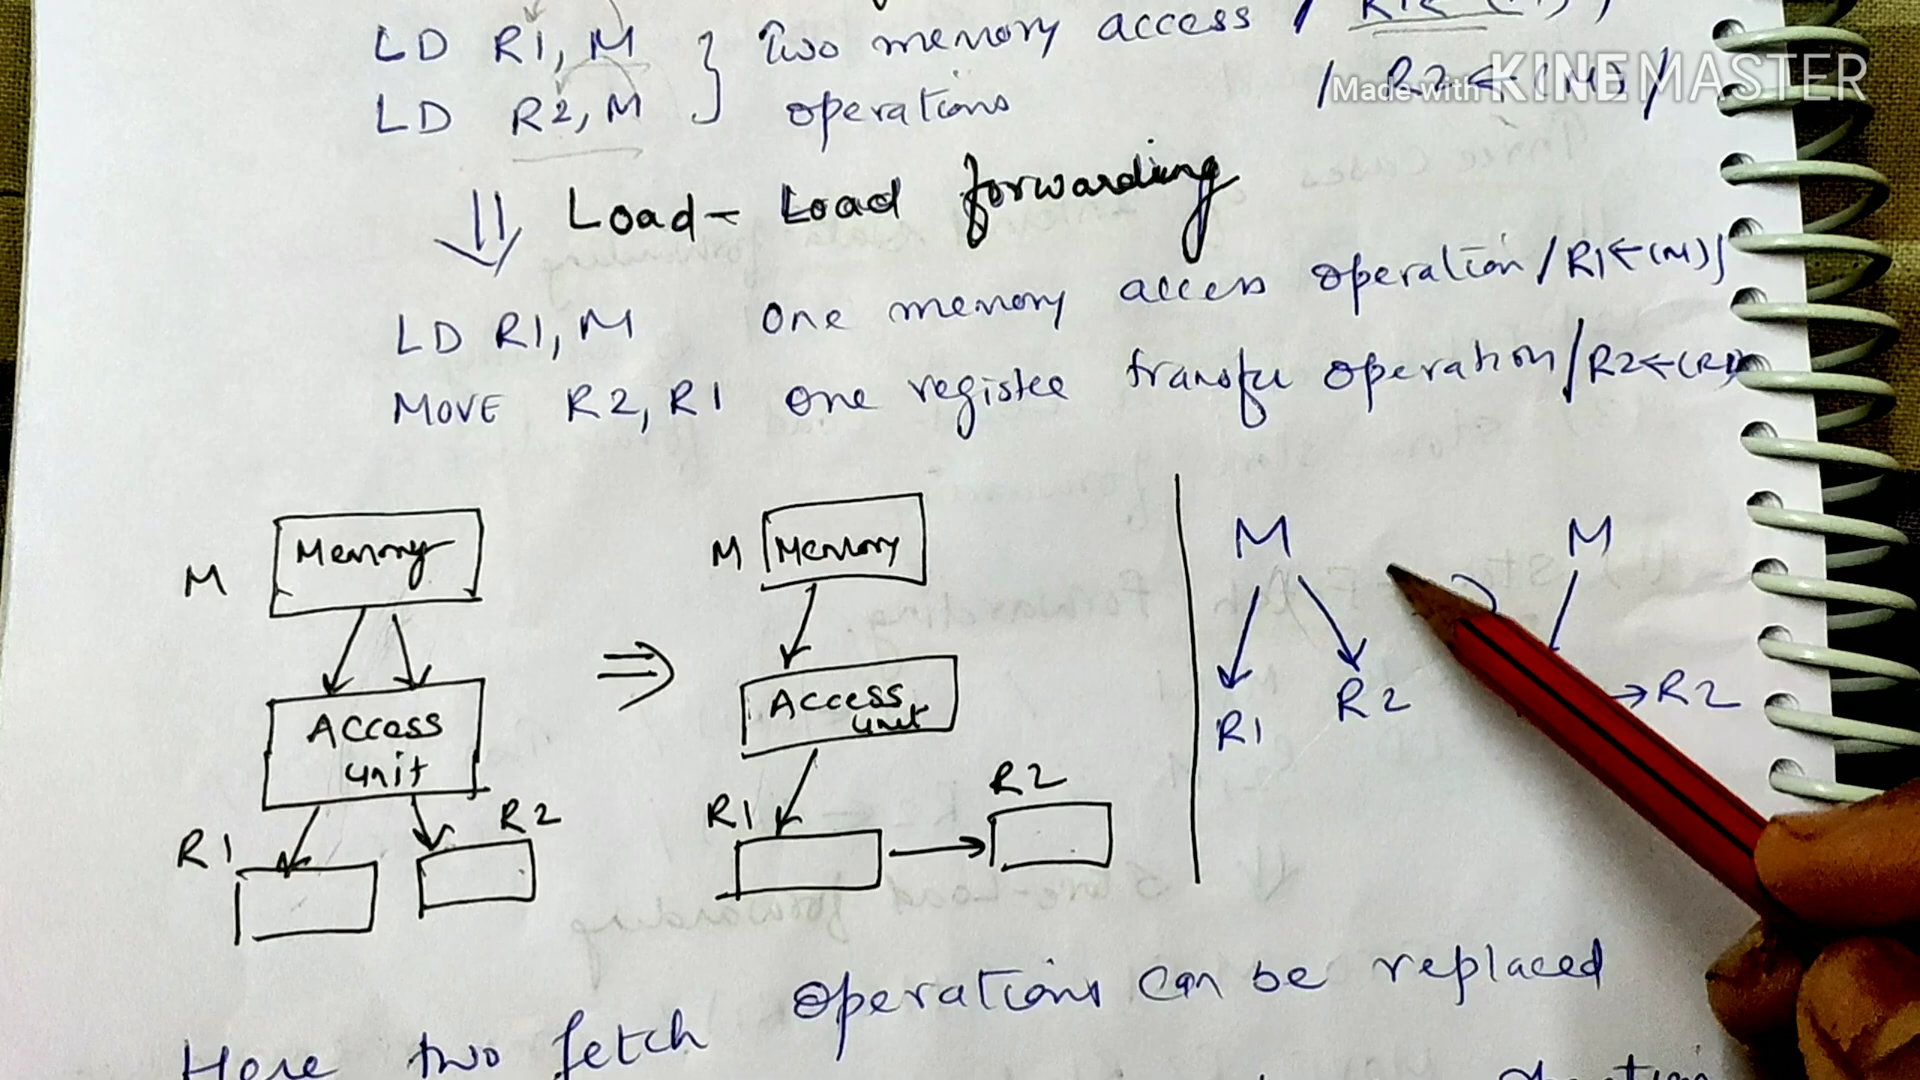 LD R1, M } Two memory access /
LD R2, M operations / R2 ← (M) /
Made with KINEMASTER
⇓ Load - Load forwarding
LD R1, M One memory access operation / R1 ← (M) /
MOVE R2, R1 one register transfer operation / R2 ← (R1)
M Memory
Access unit
R1 R2
⇒
M Memory
Access unit
R1 R2
M
R1 R2
M
R2
Here two fetch operations can be replaced